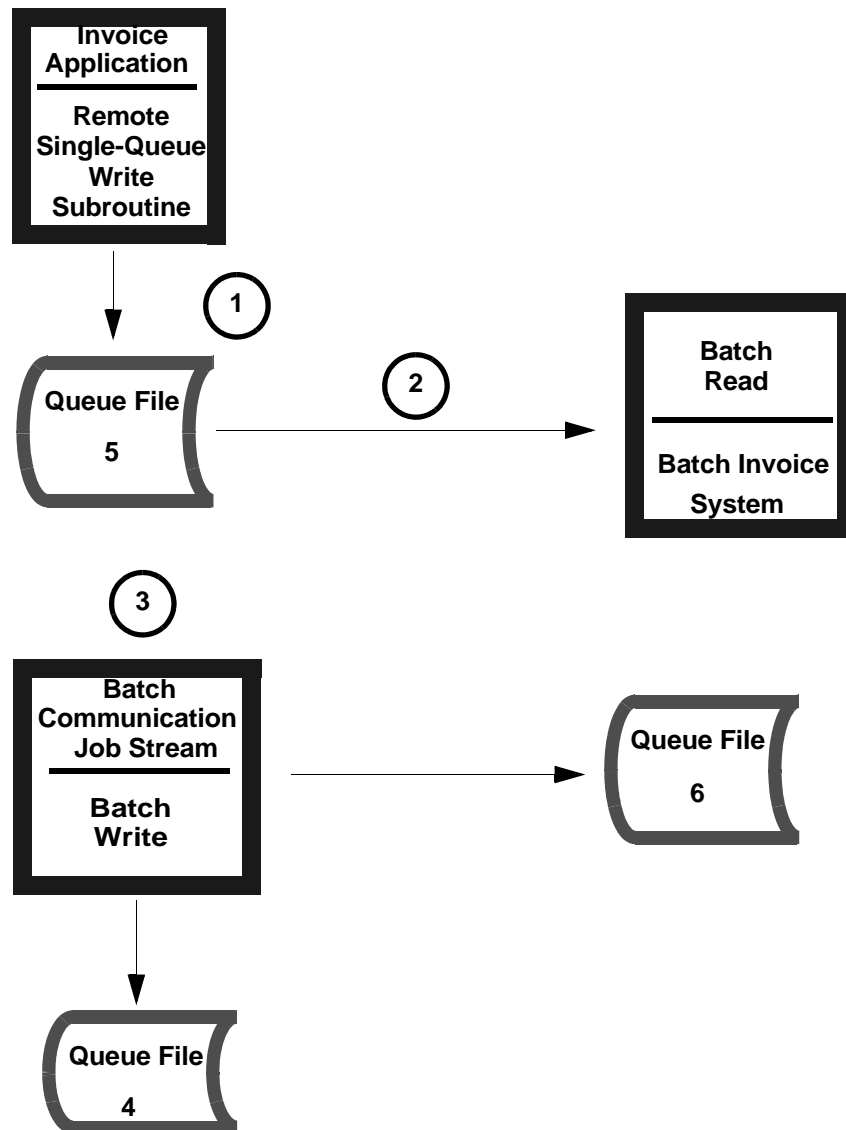 Invoice
Application
Remote
Single-Queue
Write
Subroutine
1
Queue File
5
2
Batch
Read
Batch Invoice
System
3
Batch
Communication
Job Stream
Batch
Write
Queue File
6
Queue File
4